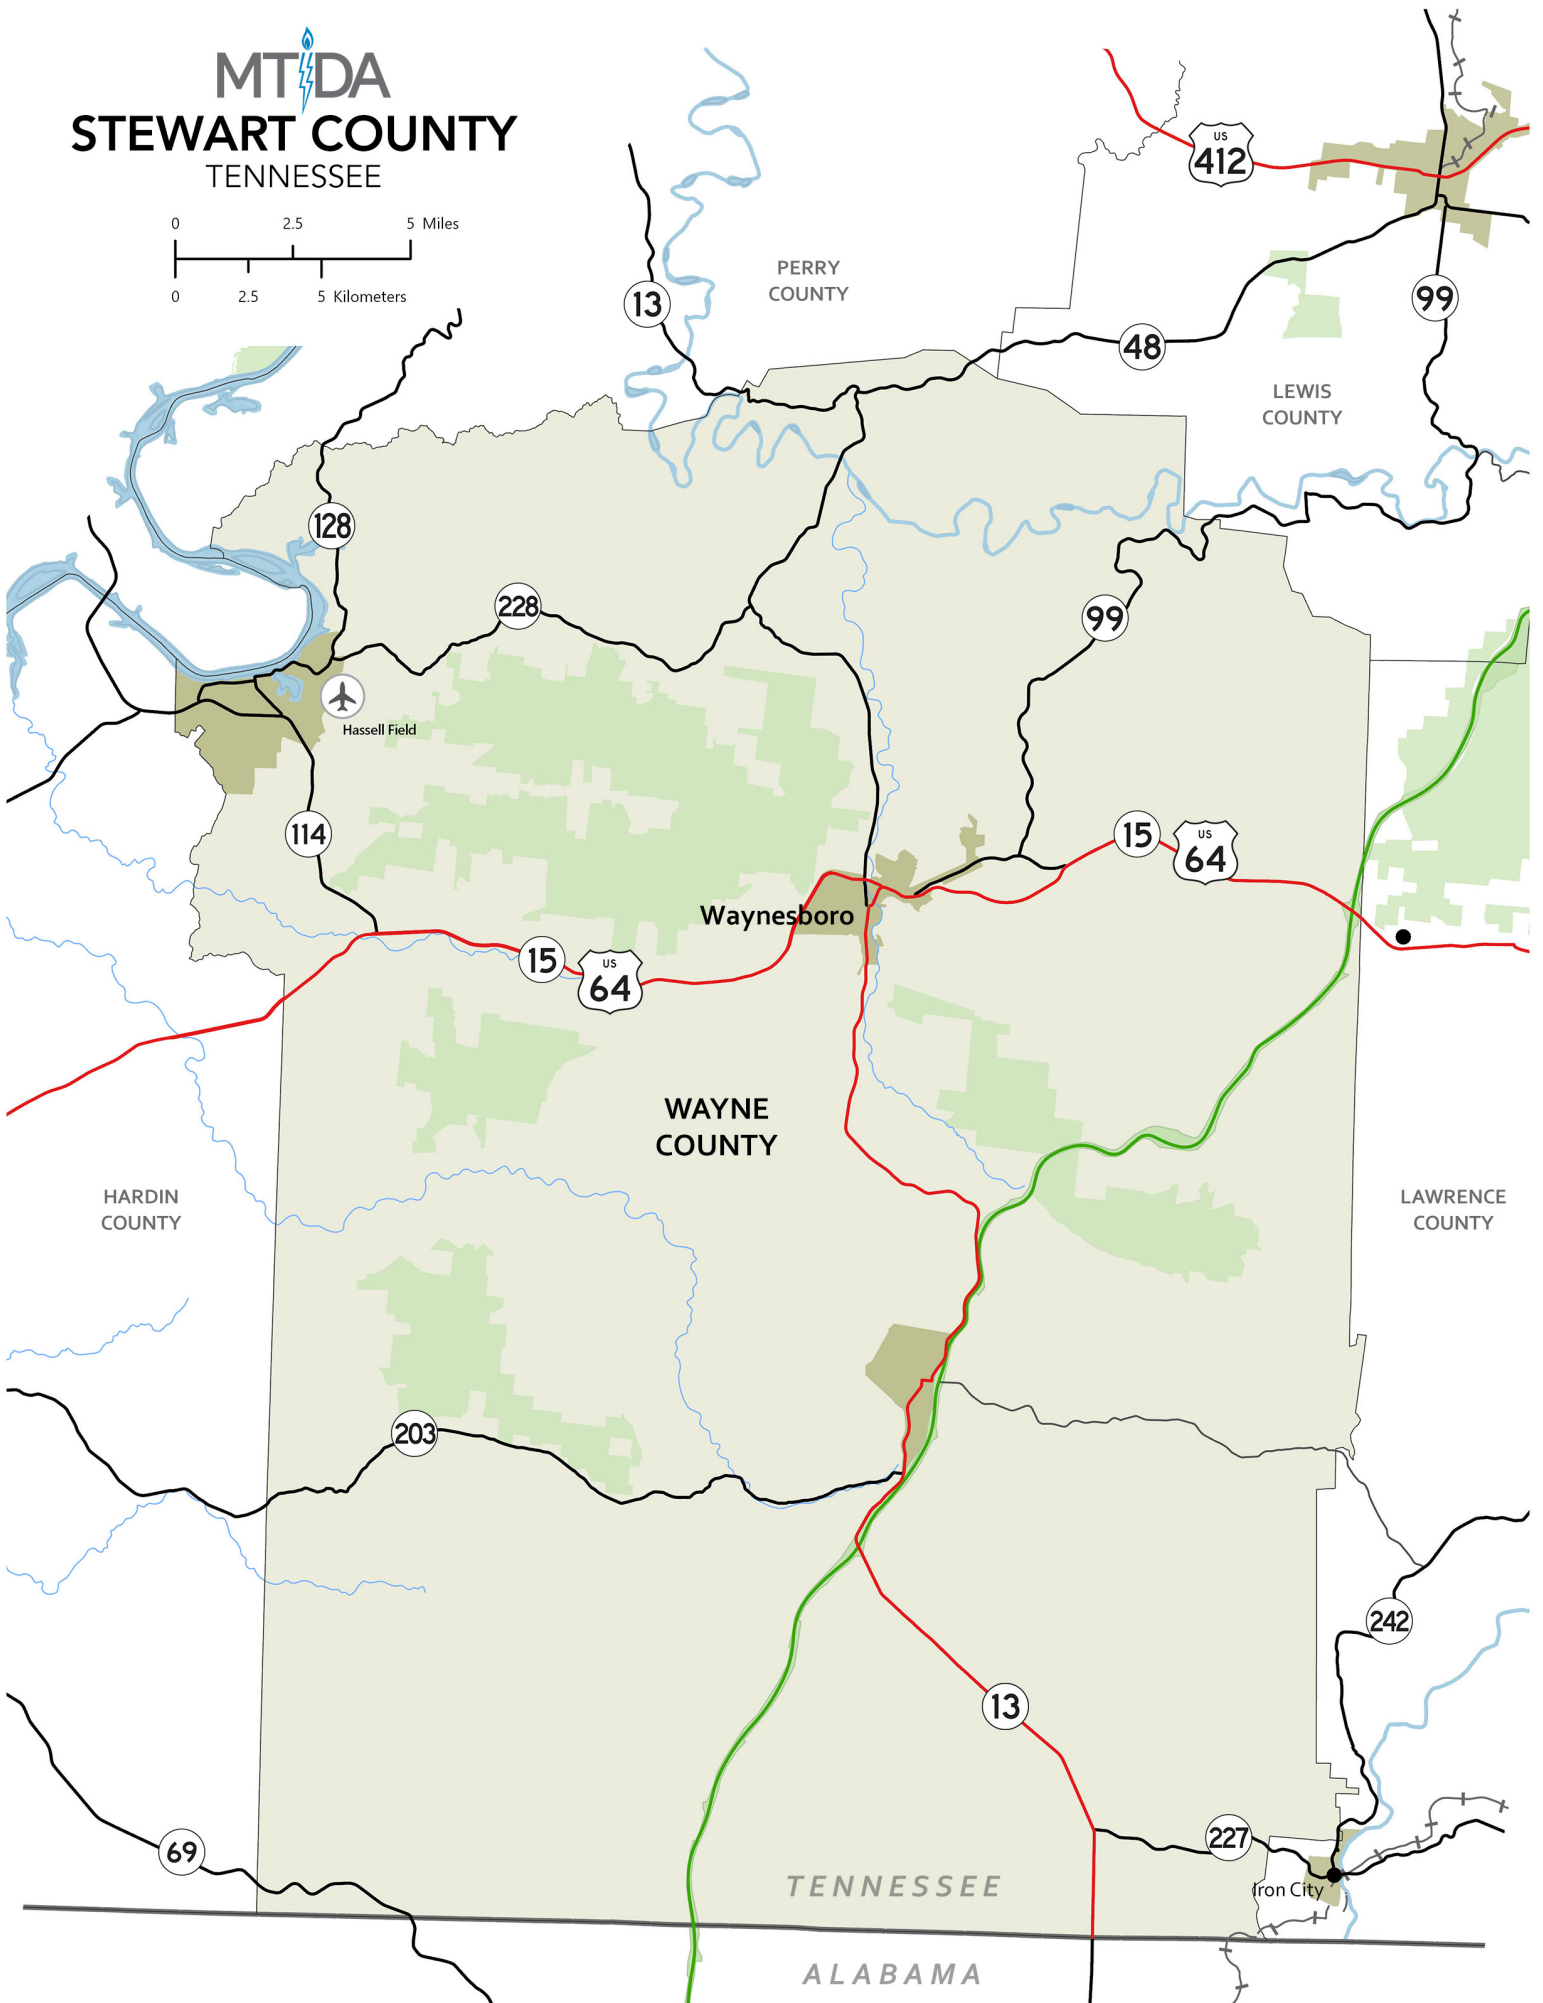 MTiDA
STEWART COUNTY
TENNESSEE
0 2.5 5 Miles
0 2.5 5 Kilometers
US
412
PERRY
COUNTY
13
99
48
LEWIS
COUNTY
128
228
99
Hassell Field
114
15
US
64
Waynesboro
15
US
64
WAYNE
COUNTY
HARDIN
COUNTY
LAWRENCE
COUNTY
203
242
13
227
69
TENNESSEE
Iron City
ALABAMA